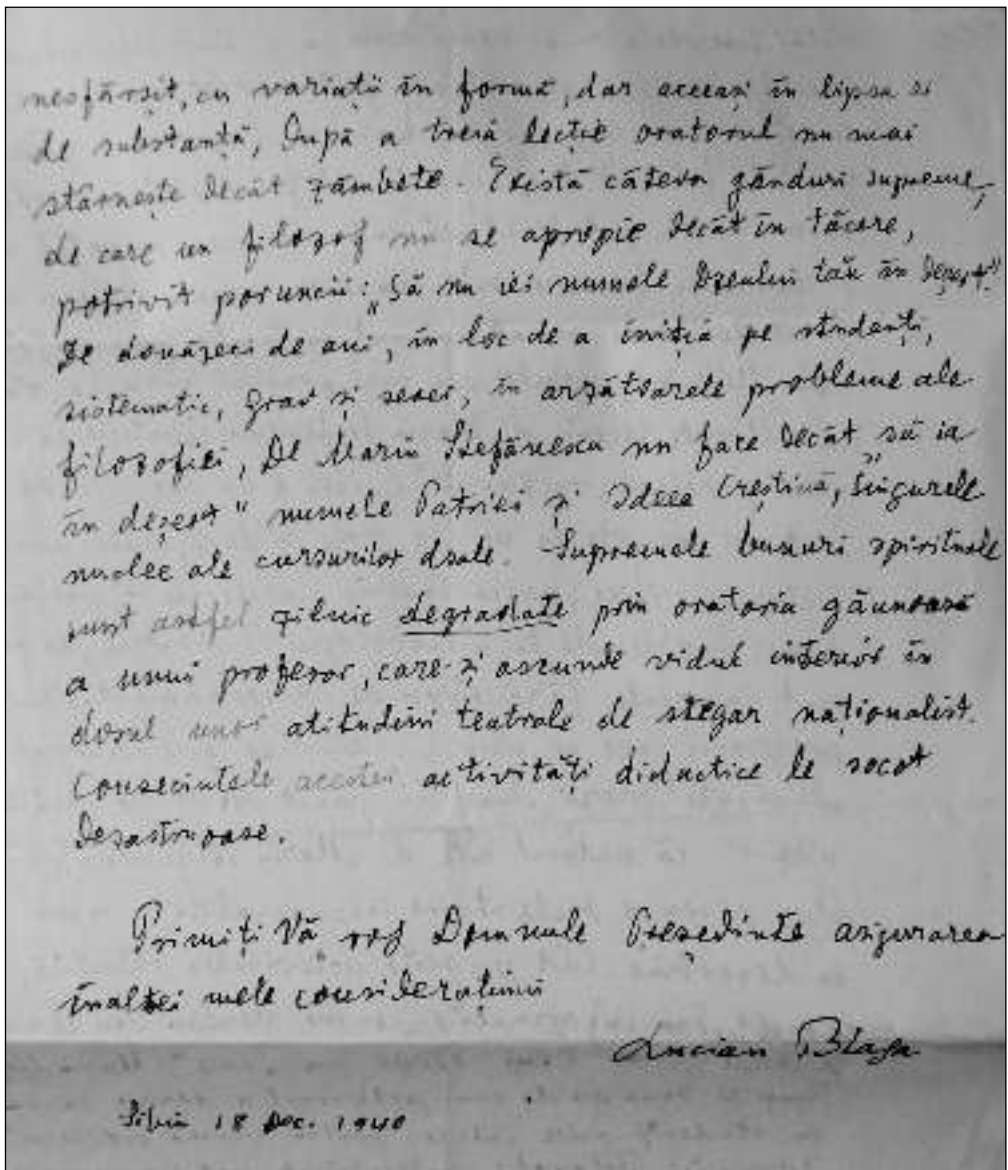 nesfârșit, cu variații în formă, dar aceeași în lipsa ei
de substanță, După a treia lecție oratorul nu mai
stârnește decât zâmbete. Există câteva gânduri supreme,
de care un filozof nu se apropie decât în tăcere,
potrivit poruncii: „Să nu iei numele Dzeului tău în deșert."
De douăzeci de ani, în loc de a iniția pe studenți,
sistematic, grav și sever, în arzătoarele probleme ale
filozofiei, Dl Marin Ștefănescu nu face decât „să ia
în deșert" numele Patriei și Ideea Creștină, singurele
nuclee ale cursurilor dsale. Supremele bunuri spirituale
sunt astfel zilnic degradate prin oratoria găunoasă
a unui profesor, care-și ascunde vidul interior în
dosul unor atitudini teatrale de stegar naționalist.
Consecințele acestei activități didactice le socot
dezastruoase.
Primiți Vă rog Domnule Președinte asigurarea
înaltei mele considerațiuni
Lucian Blaga
Sibiu 18 Dec. 1940